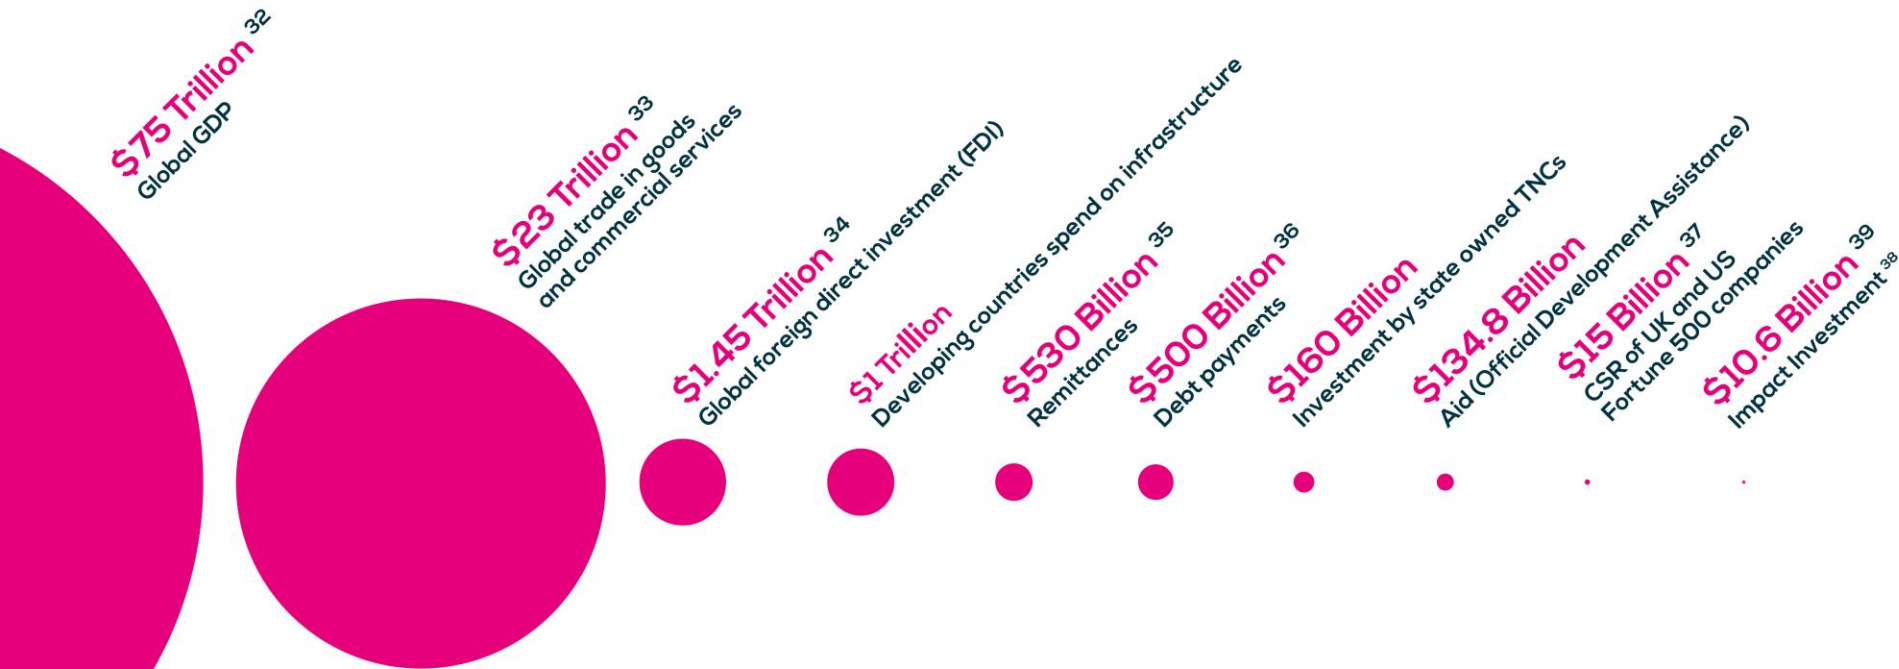 $75 Trillion 32
Global GDP
$23 Trillion 33
Global trade in goods
and commercial services
$1.45 Trillion 34
Global foreign direct investment (FDI)
$1 Trillion
Developing countries spend on infrastructure
$530 Billion 35
Remittances
$500 Billion 36
Debt payments
$160 Billion
Investment by state owned TNCs
$134.8 Billion
Aid (Official Development Assistance)
$15 Billion 37
CSR of UK and US
Fortune 500 companies
$10.6 Billion 39
Impact Investment 38